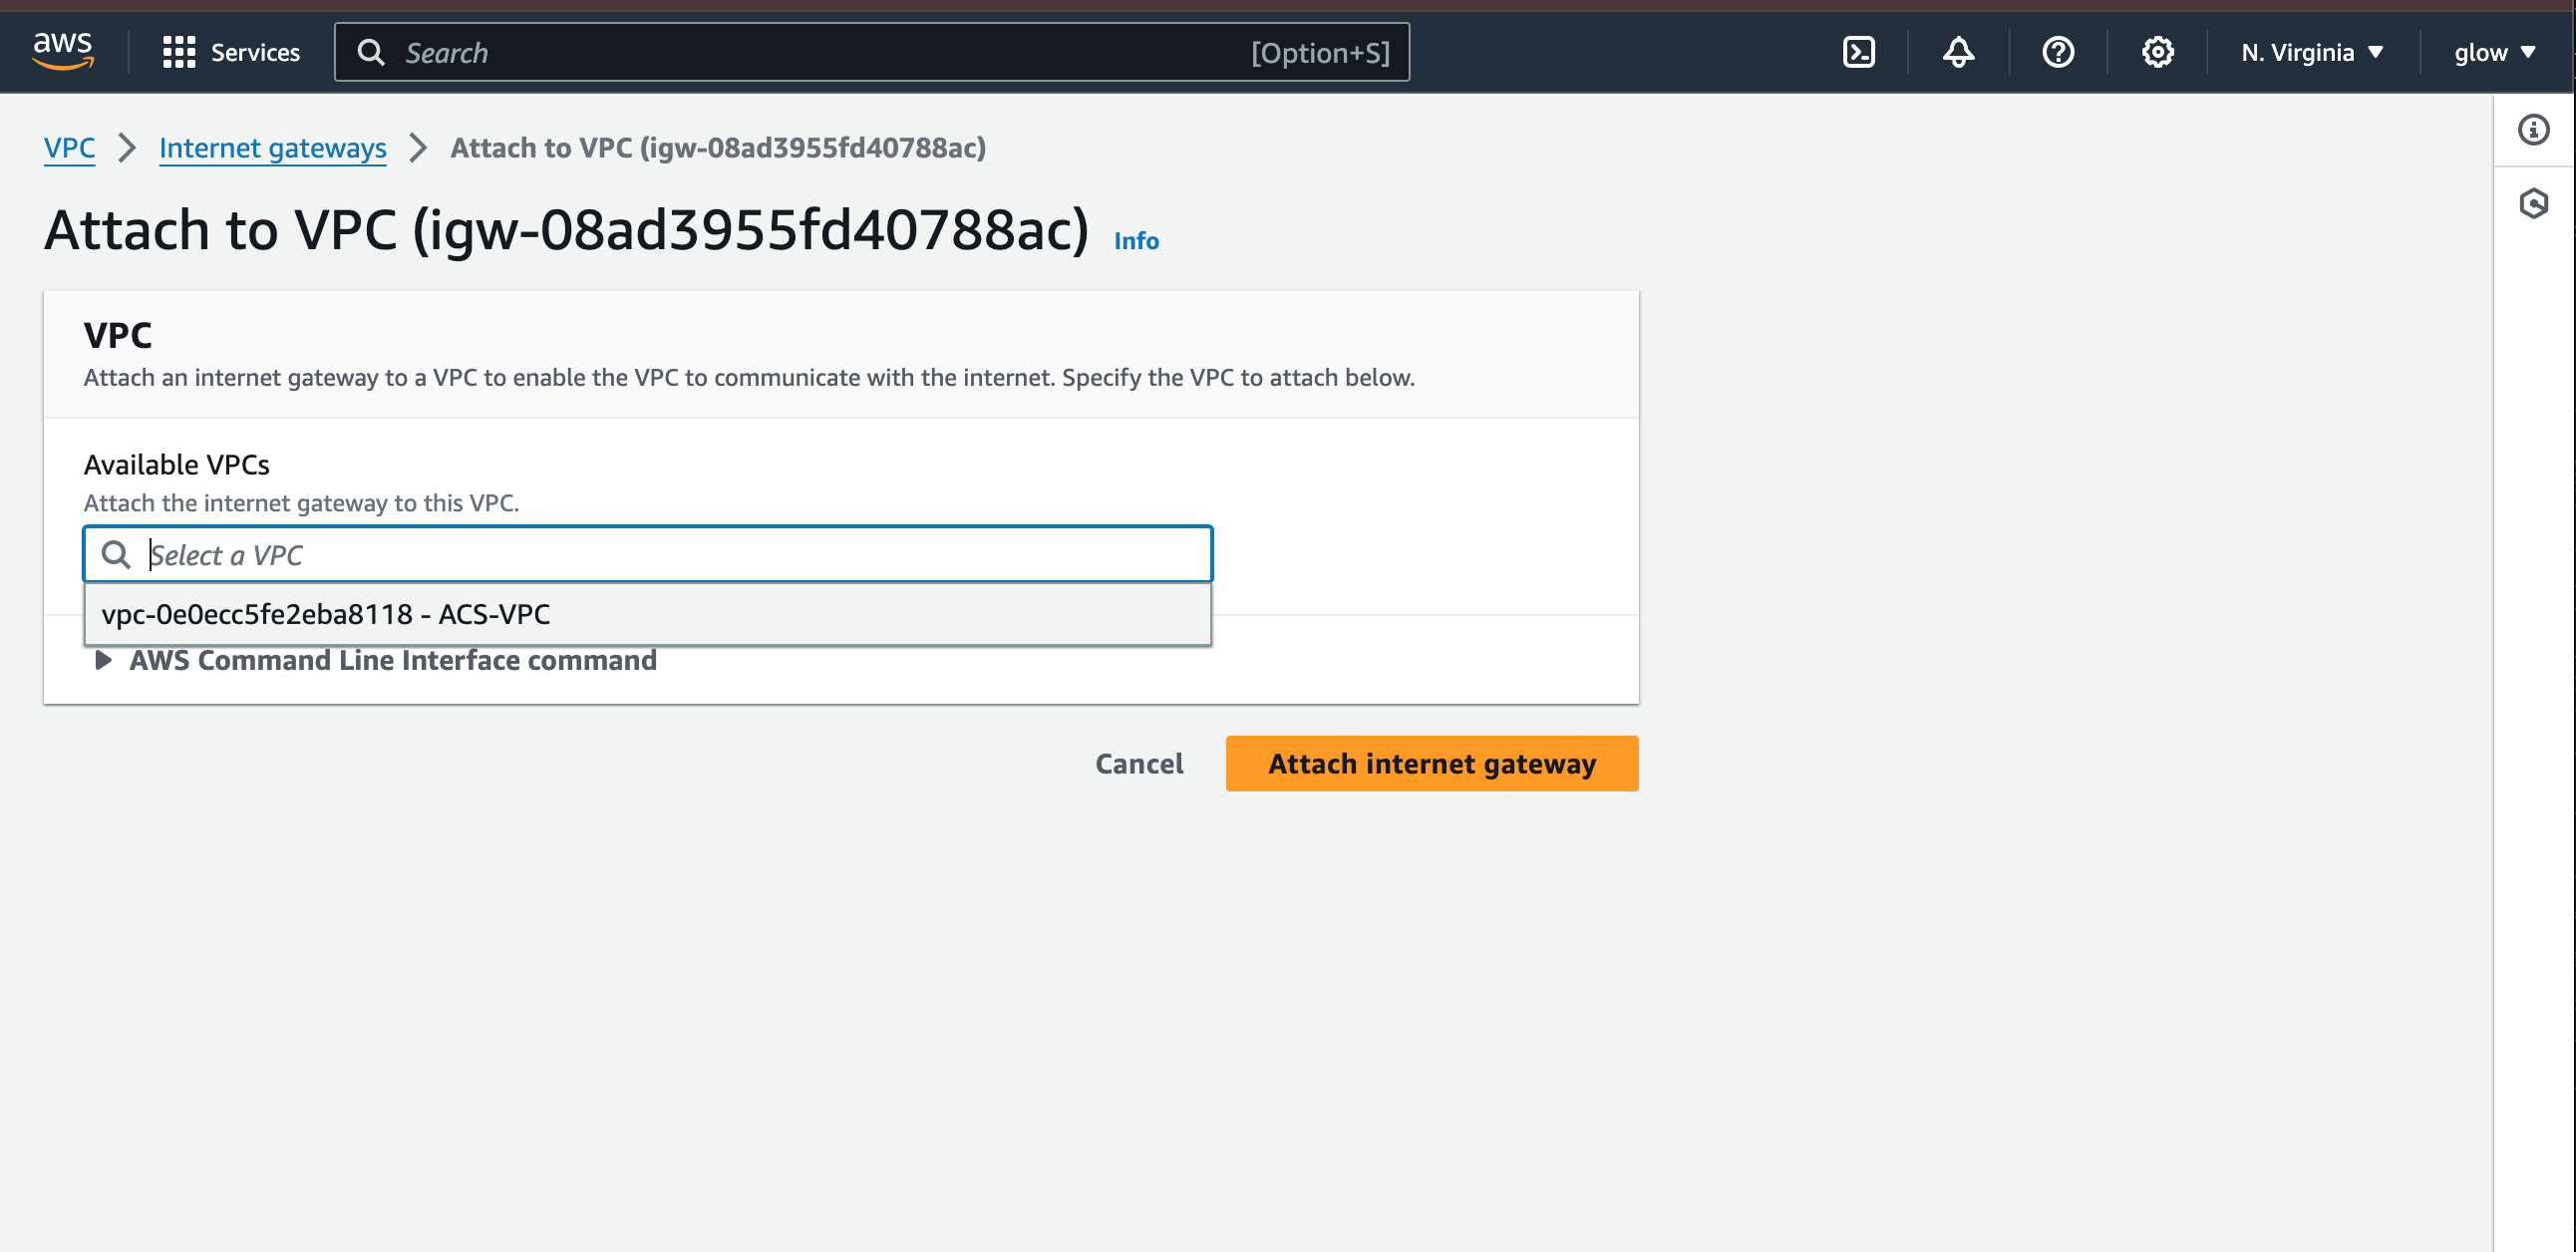 aws
Services
Search
[Option+S]
N. Virginia
glow
VPC
Internet gateways
Attach to VPC (igw-08ad3955fd40788ac)
Attach to VPC (igw-08ad3955fd40788ac)
Info
VPC
Attach an internet gateway to a VPC to enable the VPC to communicate with the internet. Specify the VPC to attach below.
Available VPCs
Attach the internet gateway to this VPC.
Select a VPC
vpc-0e0ecc5fe2eba8118 - ACS-VPC
AWS Command Line Interface command
Cancel
Attach internet gateway